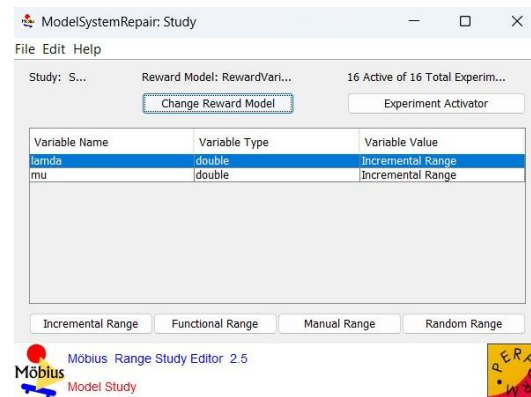 ModelSystemRepair: Study
File Edit Help
Study: S... Reward Model: RewardVari... 16 Active of 16 Total Experim...
Change Reward Model Experiment Activator
Variable Name Variable Type Variable Value
lamda double Incremental Range
mu double Incremental Range
Incremental Range Functional Range Manual Range Random Range
Möbius Range Study Editor 2.5
Möbius
Model Study
PERF